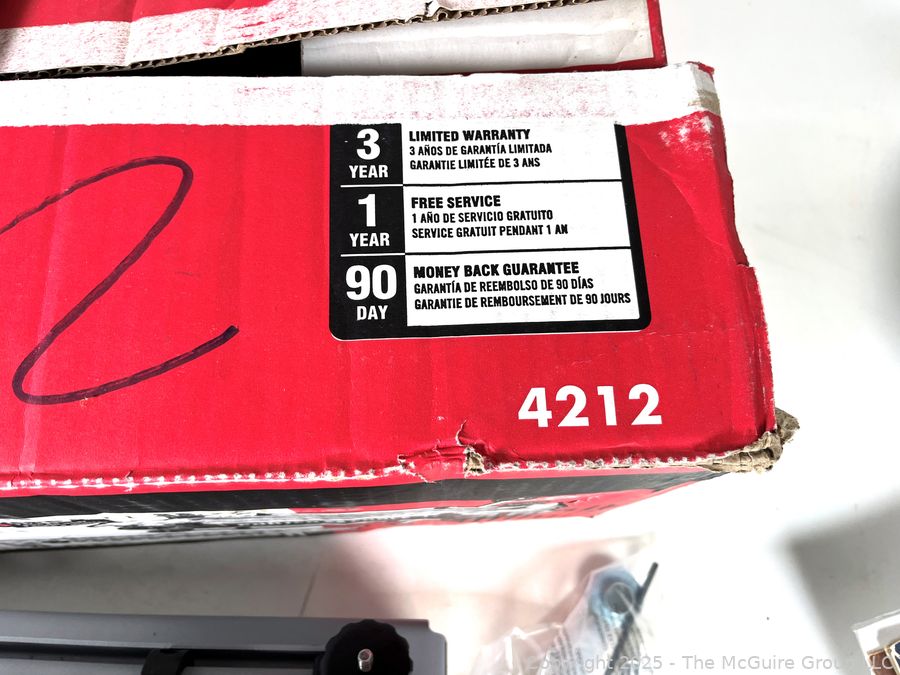 3
YEAR
LIMITED WARRANTY
3 AÑOS DE GARANTÍA LIMITADA
GARANTIE LIMITÉE DE 3 ANS
1
YEAR
FREE SERVICE
1 AÑO DE SERVICIO GRATUITO
SERVICE GRATUIT PENDANT 1 AN
90
DAY
MONEY BACK GUARANTEE
GARANTÍA DE REEMBOLSO DE 90 DÍAS
GARANTIE DE REMBOURSEMENT DE 90 JOURS
4212
Copyright 2025 - The McGuire Group LLC